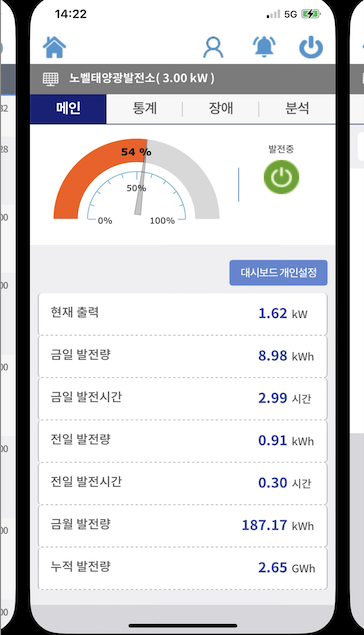 14:22
5G
노벨태양광발전소( 3.00 kW )
메인 통계 장애 분석
54 %
50%
0% 100%
발전중
대시보드 개인설정
현재 출력 1.62 kW
금일 발전량 8.98 kWh
금일 발전시간 2.99 시간
전일 발전량 0.91 kWh
전일 발전시간 0.30 시간
금월 발전량 187.17 kWh
누적 발전량 2.65 GWh